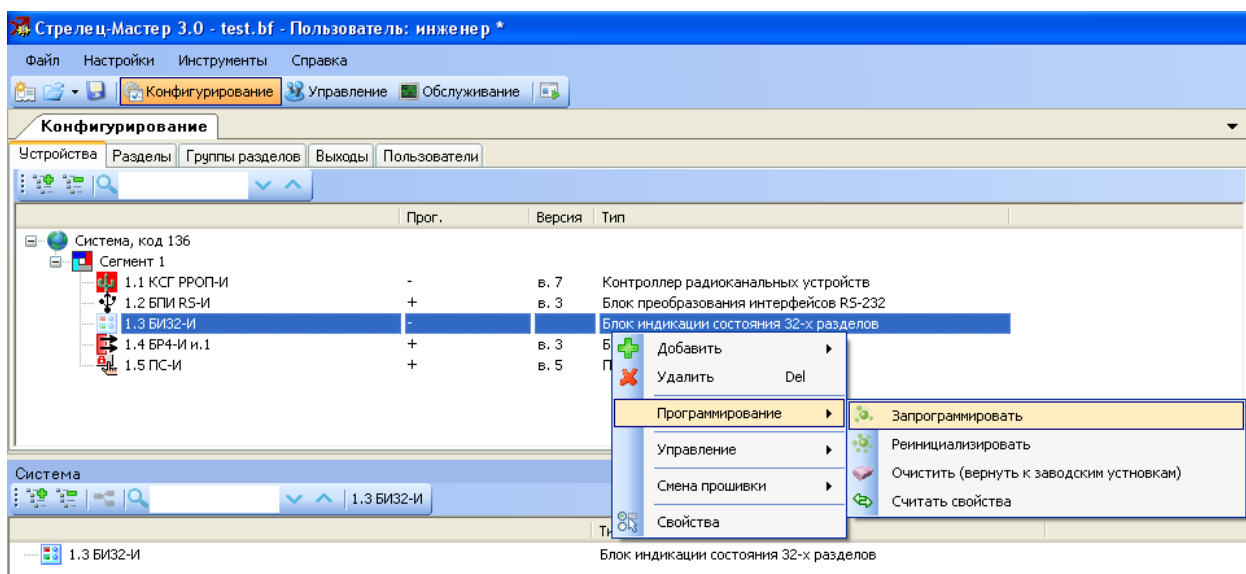 Стрелец-Мастер 3.0 - test.bf - Пользователь: инженер *
Файл Настройки Инструменты Справка
Конфигурирование Управление Обслуживание
Конфигурирование
Устройства Разделы Группы разделов Выходы Пользователи
Прог. Версия Тип
Система, код 136
Сегмент 1
1.1 КСГ РРОП-И - в. 7 Контроллер радиоканальных устройств
1.2 БПИ RS-И + в. 3 Блок преобразования интерфейсов RS-232
1.3 БИ32-И - Блок индикации состояния 32-х разделов
1.4 БР4-И и.1 + в. 3 Б
1.5 ПС-И + в. 5 П
Добавить
Удалить Del
Программирование
Управление
Смена прошивки
Свойства
Запрограммировать
Реинициализировать
Очистить (вернуть к заводским устновкам)
Считать свойства
Система
1.3 БИ32-И
Ти
1.3 БИ32-И Блок индикации состояния 32-х разделов